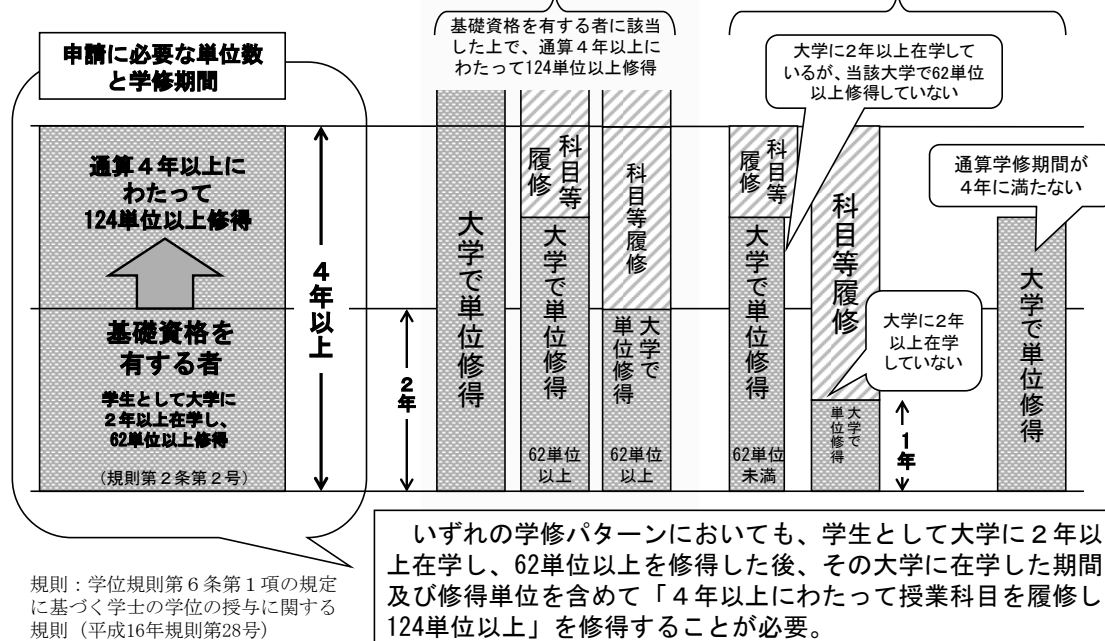 基礎資格を有する者に該当
した上で、通算４年以上に
わたって124単位以上修得
申請に必要な単位数
と学修期間
大学に2年以上在学して
いるが、当該大学で62単位
以上修得していない
通算学修期間が
４年に満たない
通算４年以上に
わたって
124単位以上修得
基礎資格を
有する者
学生として大学に
２年以上在学し、
62単位以上修得
（規則第２条第２号）
４年以上
２年
大学で単位修得
科目等
履修
大学で単位修得
62単位
以上
科目等履修
大学で
単位修得
62単位
以上
科目等
履修
大学で単位修得
62単位
未満
科目等履修
大学に2年
以上在学
していない
大学で
単位修得
１年
大学で単位修得
いずれの学修パターンにおいても、学生として大学に２年以
上在学し、62単位以上を修得した後、その大学に在学した期間
及び修得単位を含めて「４年以上にわたって授業科目を履修し
124単位以上」を修得することが必要。
規則：学位規則第６条第１項の規定
に基づく学士の学位の授与に関する
規則（平成16年規則第28号）